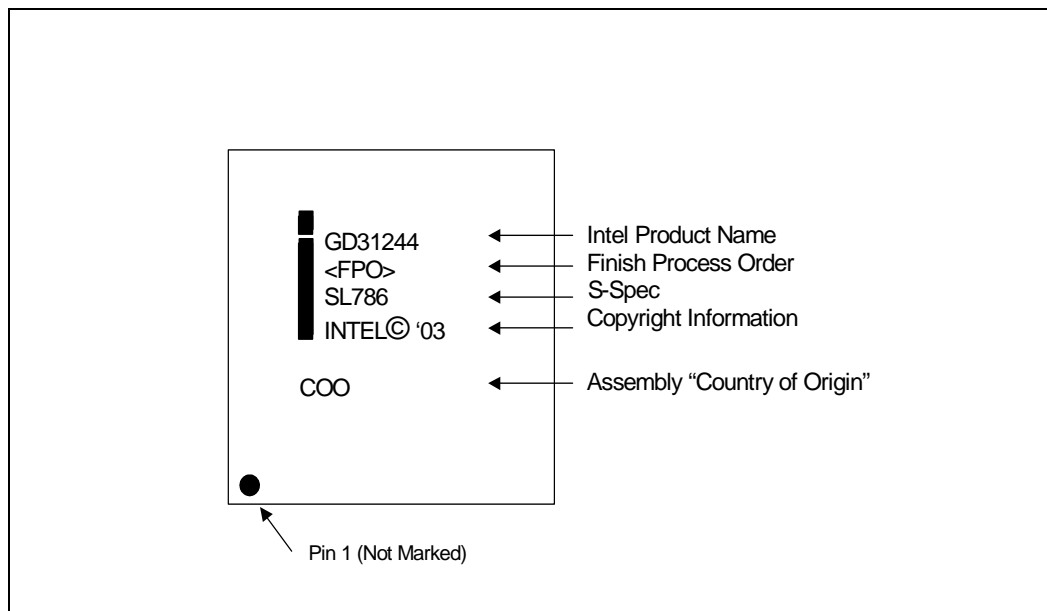 GD31244
<FPO>
SL786
INTEL© ‘03
COO
Intel Product Name
Finish Process Order
S-Spec
Copyright Information
Assembly “Country of Origin”
Pin 1 (Not Marked)